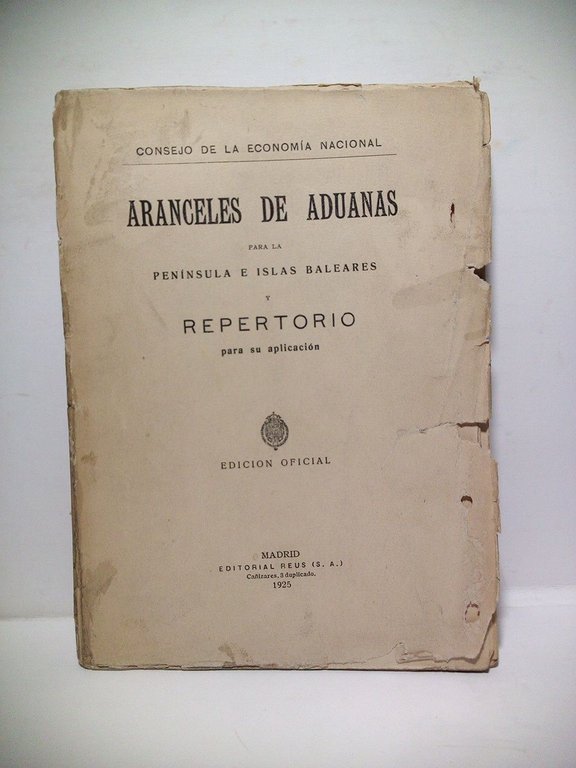 CONSEJO DE LA ECONOMÍA NACIONAL
ARANCELES DE ADUANAS
PARA LA
PENÍNSULA E ISLAS BALEARES
Y
REPERTORIO
para su aplicación
EDICION OFICIAL
MADRID
EDITORIAL REUS (S. A.)
Cañizares, 3 duplicado.
1925